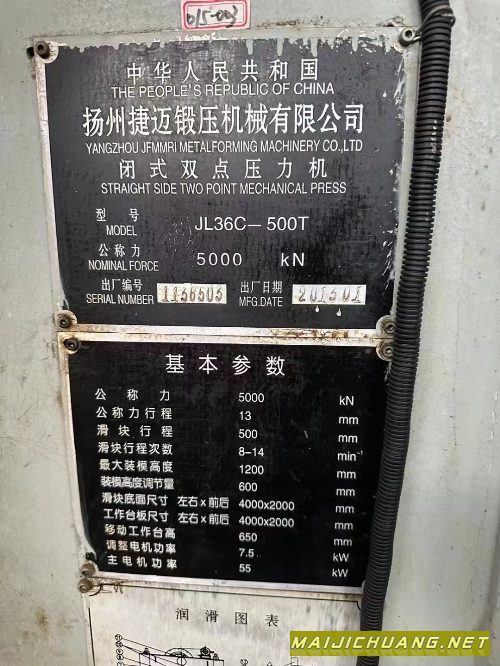 015-003
中华人民共和国
THE PEOPLE'S REPUBLIC OF CHINA
扬州捷迈锻压机械有限公司
YANGZHOU JFMMRI METALFORMING MACHINERY CO.,LTD
闭式双点压力机
STRAIGHT SIDE TWO POINT MECHANICAL PRESS
型号 JL36C-500T
MODEL
公称力 5000 kN
NOMINAL FORCE
出厂编号 1156505 出厂日期 201501
SERIAL NUMBER MFG.DATE
基本参数
公称力 5000 kN
公称力行程 13 mm
滑块行程 500 mm
滑块行程次数 8-14 min⁻¹
最大装模高度 1200 mm
装模高度调节量 600 mm
滑块底面尺寸 左右x前后 4000x2000 mm
工作台板尺寸 左右x前后 4000x2000 mm
移动工作台高 650 mm
调整电机功率 7.5 kW
主电机功率 55 kW
润滑图表
MAIJICHUANG.NET